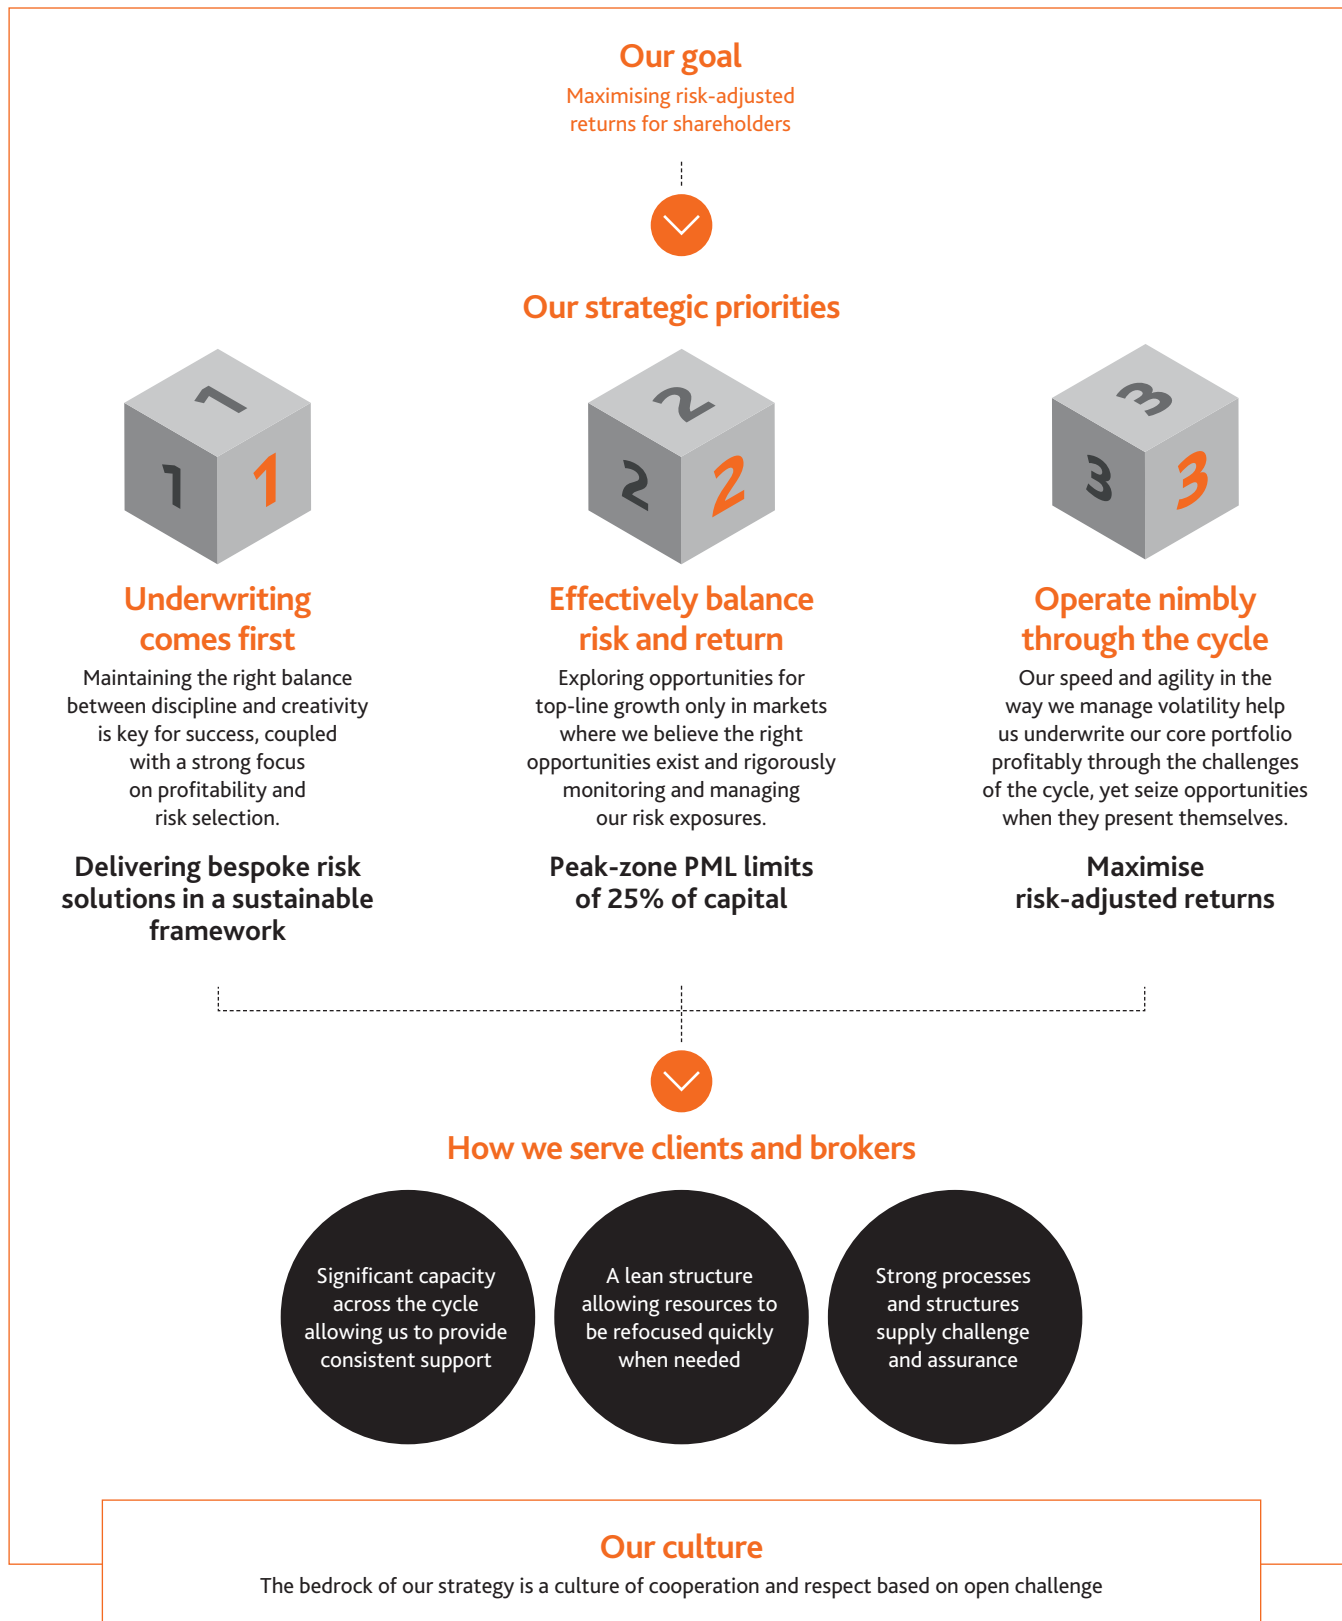 Our goal
Maximising risk-adjusted
returns for shareholders
Our strategic priorities
1
1
1
2
2
2
3
3
3
Underwriting
comes first
Maintaining the right balance
between discipline and creativity
is key for success, coupled
with a strong focus
on profitability and
risk selection.
Delivering bespoke risk
solutions in a sustainable
framework
Effectively balance
risk and return
Exploring opportunities for
top-line growth only in markets
where we believe the right
opportunities exist and rigorously
monitoring and managing
our risk exposures.
Peak-zone PML limits
of 25% of capital
Operate nimbly
through the cycle
Our speed and agility in the
way we manage volatility help
us underwrite our core portfolio
profitably through the challenges
of the cycle, yet seize opportunities
when they present themselves.
Maximise
risk-adjusted returns
How we serve clients and brokers
Significant capacity
across the cycle
allowing us to provide
consistent support
A lean structure
allowing resources to
be refocused quickly
when needed
Strong processes
and structures
supply challenge
and assurance
Our culture
The bedrock of our strategy is a culture of cooperation and respect based on open challenge